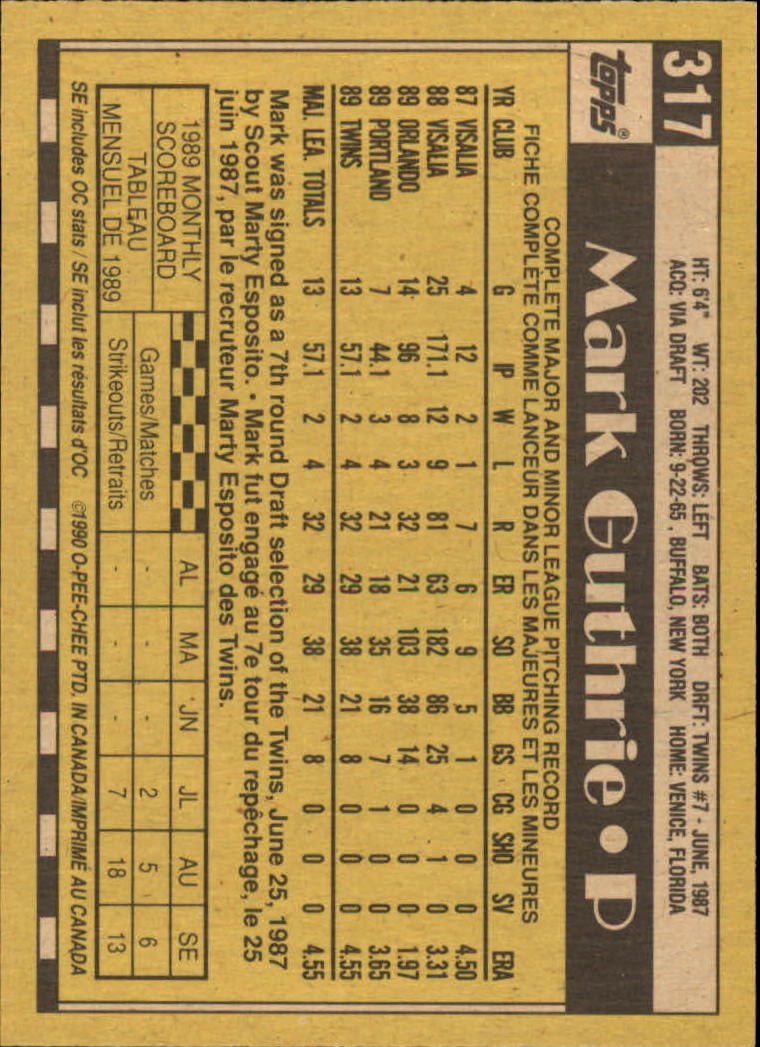 317
topps®
HT: 6'4" WT: 202 THROWS: LEFT BATS: BOTH DRFT: TWINS #7 - JUNE, 1987
ACQ: VIA DRAFT BORN: 9-22-65, BUFFALO, NEW YORK HOME: VENICE, FLORIDA
Mark Guthrie • P
COMPLETE MAJOR AND MINOR LEAGUE PITCHING RECORD
FICHE COMPLÈTE COMME LANCEUR DANS LES MAJEURES ET LES MINEURES
YR CLUB G IP W L R ER SO BB GS CG SHO SV ERA
87 VISALIA 4 12 2 1 7 6 9 5 1 0 0 0 4.50
88 VISALIA 25 171.1 12 9 81 63 182 86 25 4 1 0 3.31
89 ORLANDO 14 96 8 3 32 21 103 38 14 0 0 0 1.97
89 PORTLAND 7 44.1 3 4 21 18 35 16 7 1 0 0 3.65
89 TWINS 13 57.1 2 4 32 29 38 21 8 0 0 0 4.55
MAJ. LEA. TOTALS 13 57.1 2 4 32 29 38 21 8 0 0 0 4.55
Mark was signed as a 7th round Draft selection of the Twins, June 25, 1987
by Scout Marty Esposito. • Mark fut engagé au 7e tour du repêchage, le 25
juin 1987, par le recruteur Marty Esposito des Twins.
1989 MONTHLY
SCOREBOARD
TABLEAU
MENSUEL DE 1989
AL MA JN JL AU SE
Games/Matches - - - 2 5 6
Strikeouts/Retraits - - - 7 18 13
SE includes OC stats / SE inclut les résultats d'OC ©1990 O-PEE-CHEE PTD. IN CANADA/IMPRIMÉ AU CANADA